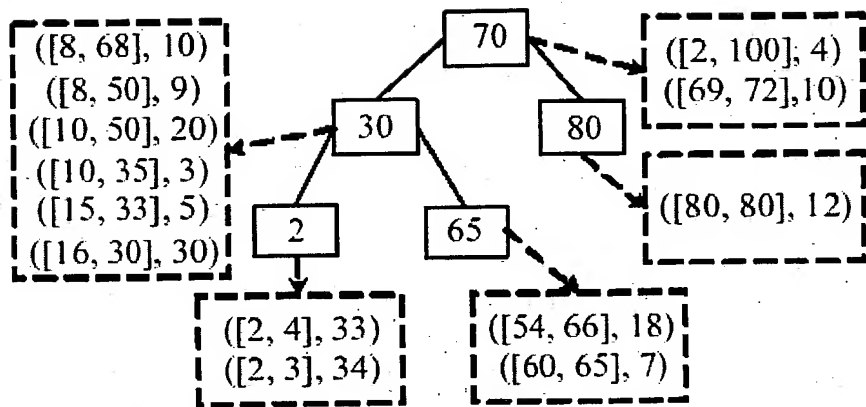 70
([8, 68], 10)
([8, 50], 9)
([10, 50], 20)
([10, 35], 3)
([15, 33], 5)
([16, 30], 30)
([2, 100], 4)
([69, 72],10)
30
80
([80, 80], 12)
2
65
([2, 4], 33)
([2, 3], 34)
([54, 66], 18)
([60, 65], 7)